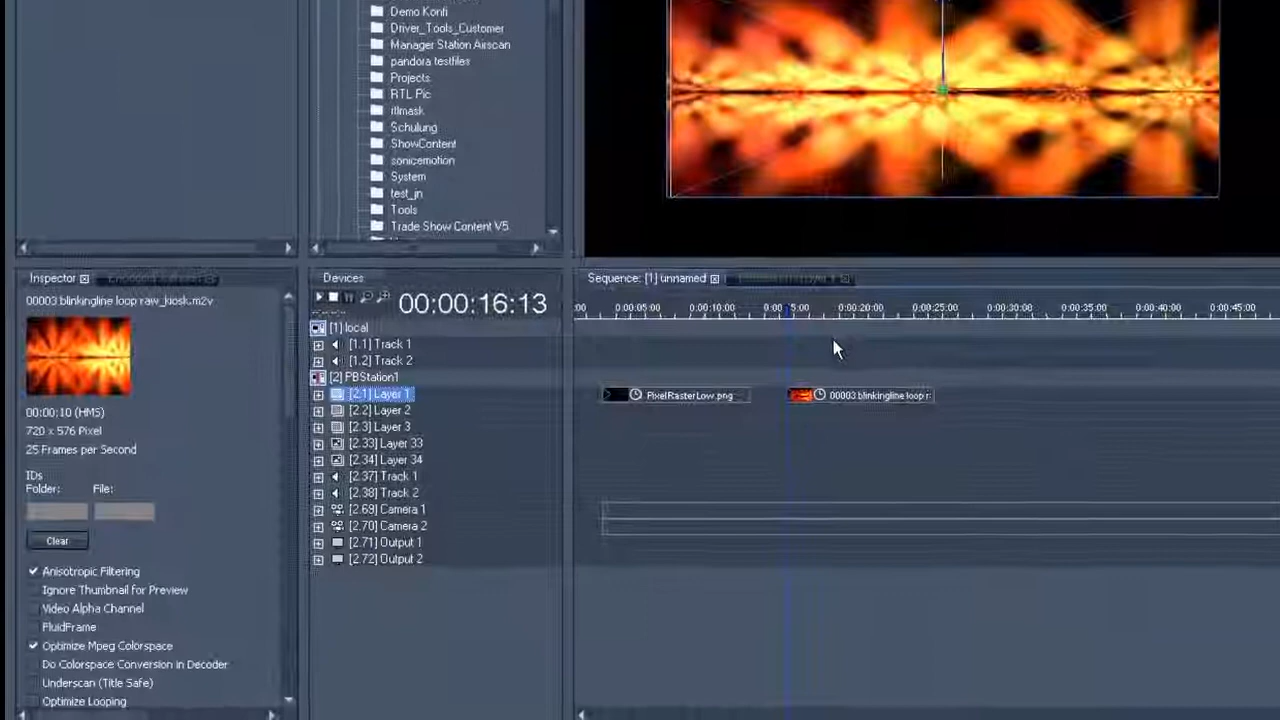 Demo Konfi
Driver_Tools_Customer
Manager Station Airscan
pandora testfiles
Projects
RTL Pic
rtlmask
Schulung
ShowContent
sonicemotion
System
test_jn
Tools
Trade Show Content V5
Inspector
00003 blinkingline loop raw_kiosk.m2v
00:00:10 (HMS)
720 x 576 Pixel
25 Frames per Second
IDs
Folder: File:
Clear
Anisotropic Filtering
Ignore Thumbnail for Preview
Video Alpha Channel
FluidFrame
Optimize Mpeg Colorspace
Do Colorspace Conversion in Decoder
Underscan (Title Safe)
Optimize Looping
Devices
00:00:16:13
[1] local
[1.1] Track 1
[1.2] Track 2
[2] PBStation1
[2.1] Layer 1
[2.2] Layer 2
[2.3] Layer 3
[2.33] Layer 33
[2.34] Layer 34
[2.37] Track 1
[2.38] Track 2
[2.69] Camera 1
[2.70] Camera 2
[2.71] Output 1
[2.72] Output 2
Sequence: [1] unnamed
:00 0:00:05:00 0:00:10:00 0:00:15:00 0:00:20:00 0:00:25:00 0:00:30:00 0:00:35:00 0:00:40:00 0:00:45:00
PixelRasterLow.png 00003 blinkingline loop r